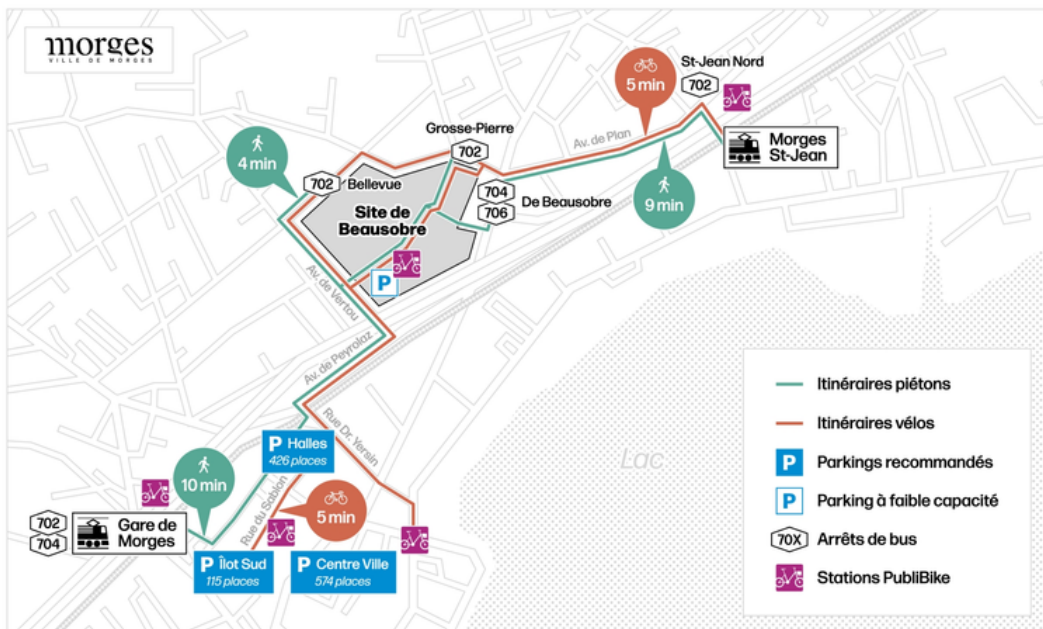 morges
VILLE DE MORGES
5 min
St-Jean Nord
702
Grosse-Pierre
702
Av. de Plan
Morges
St-Jean
4 min
702
Bellevue
704
706
De Beausobre
9 min
Site de
Beausobre
P
Av. de Vertou
Av. de Peyrolaz
Rue Dr. Yersin
P Halles
426 places
10 min
Rue du Sablon
5 min
702
704
Gare de
Morges
P Îlot Sud
115 places
P Centre Ville
574 places
Lac
Itinéraires piétons
Itinéraires vélos
P Parkings recommandés
P Parking à faible capacité
70X Arrêts de bus
Stations PubliBike